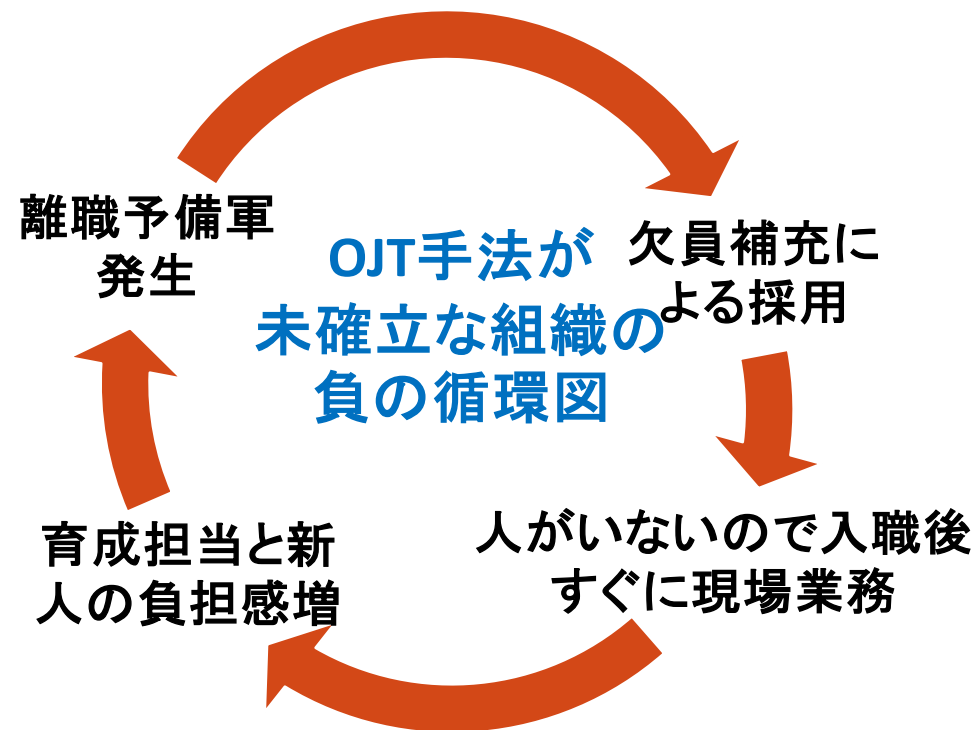 OJT手法が
未確立な組織の
負の循環図
欠員補充に
よる採用
人がいないので入職後
すぐに現場業務
育成担当と新
人の負担感増
離職予備軍
発生